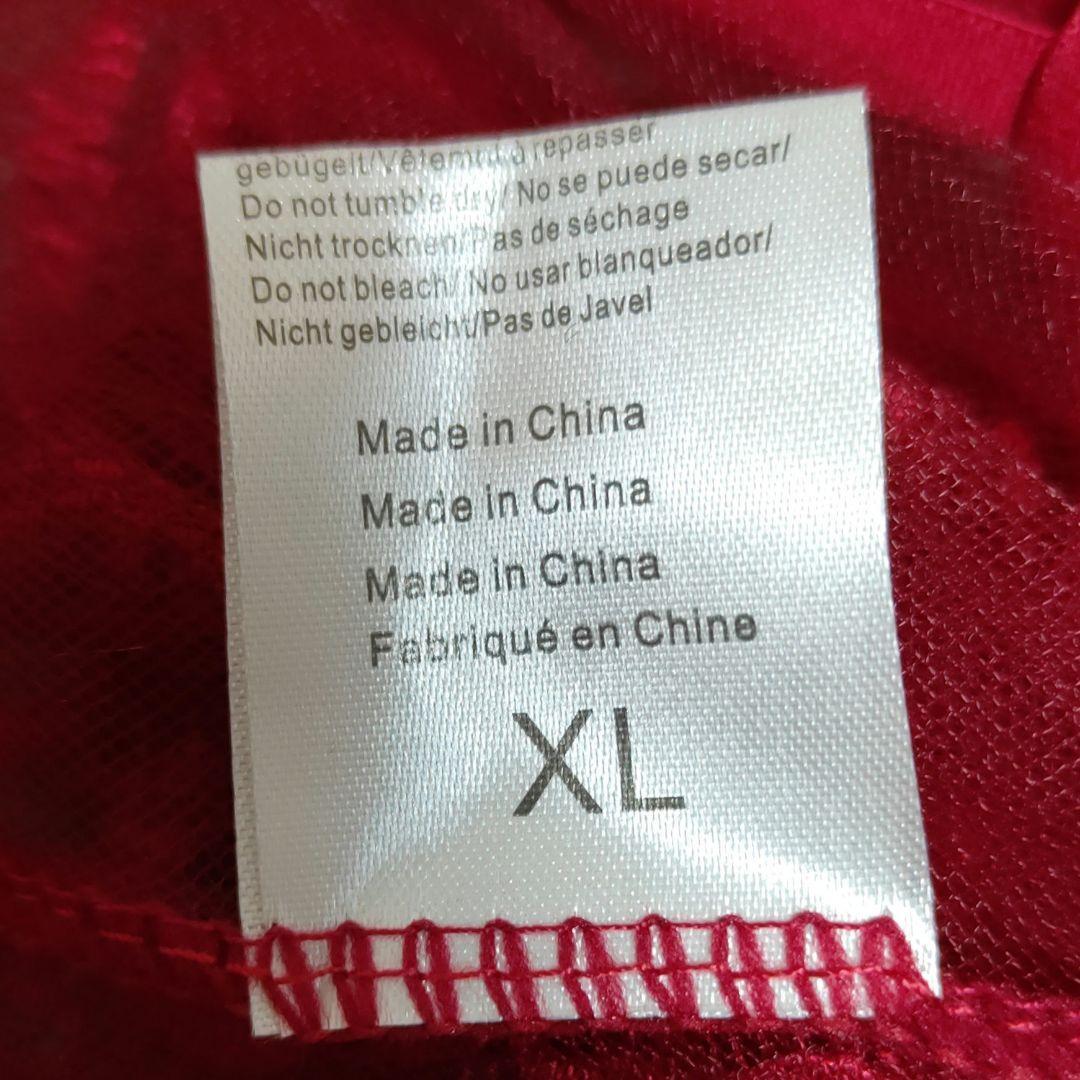 gebügelt/Vêtement à repasser
Do not tumble dry/ No se puede secar/
Nicht trocknen/Pas de séchage
Do not bleach/ No usar blanqueador/
Nicht gebleicht/Pas de Javel
Made in China
Made in China
Made in China
Fabriqué en Chine
XL